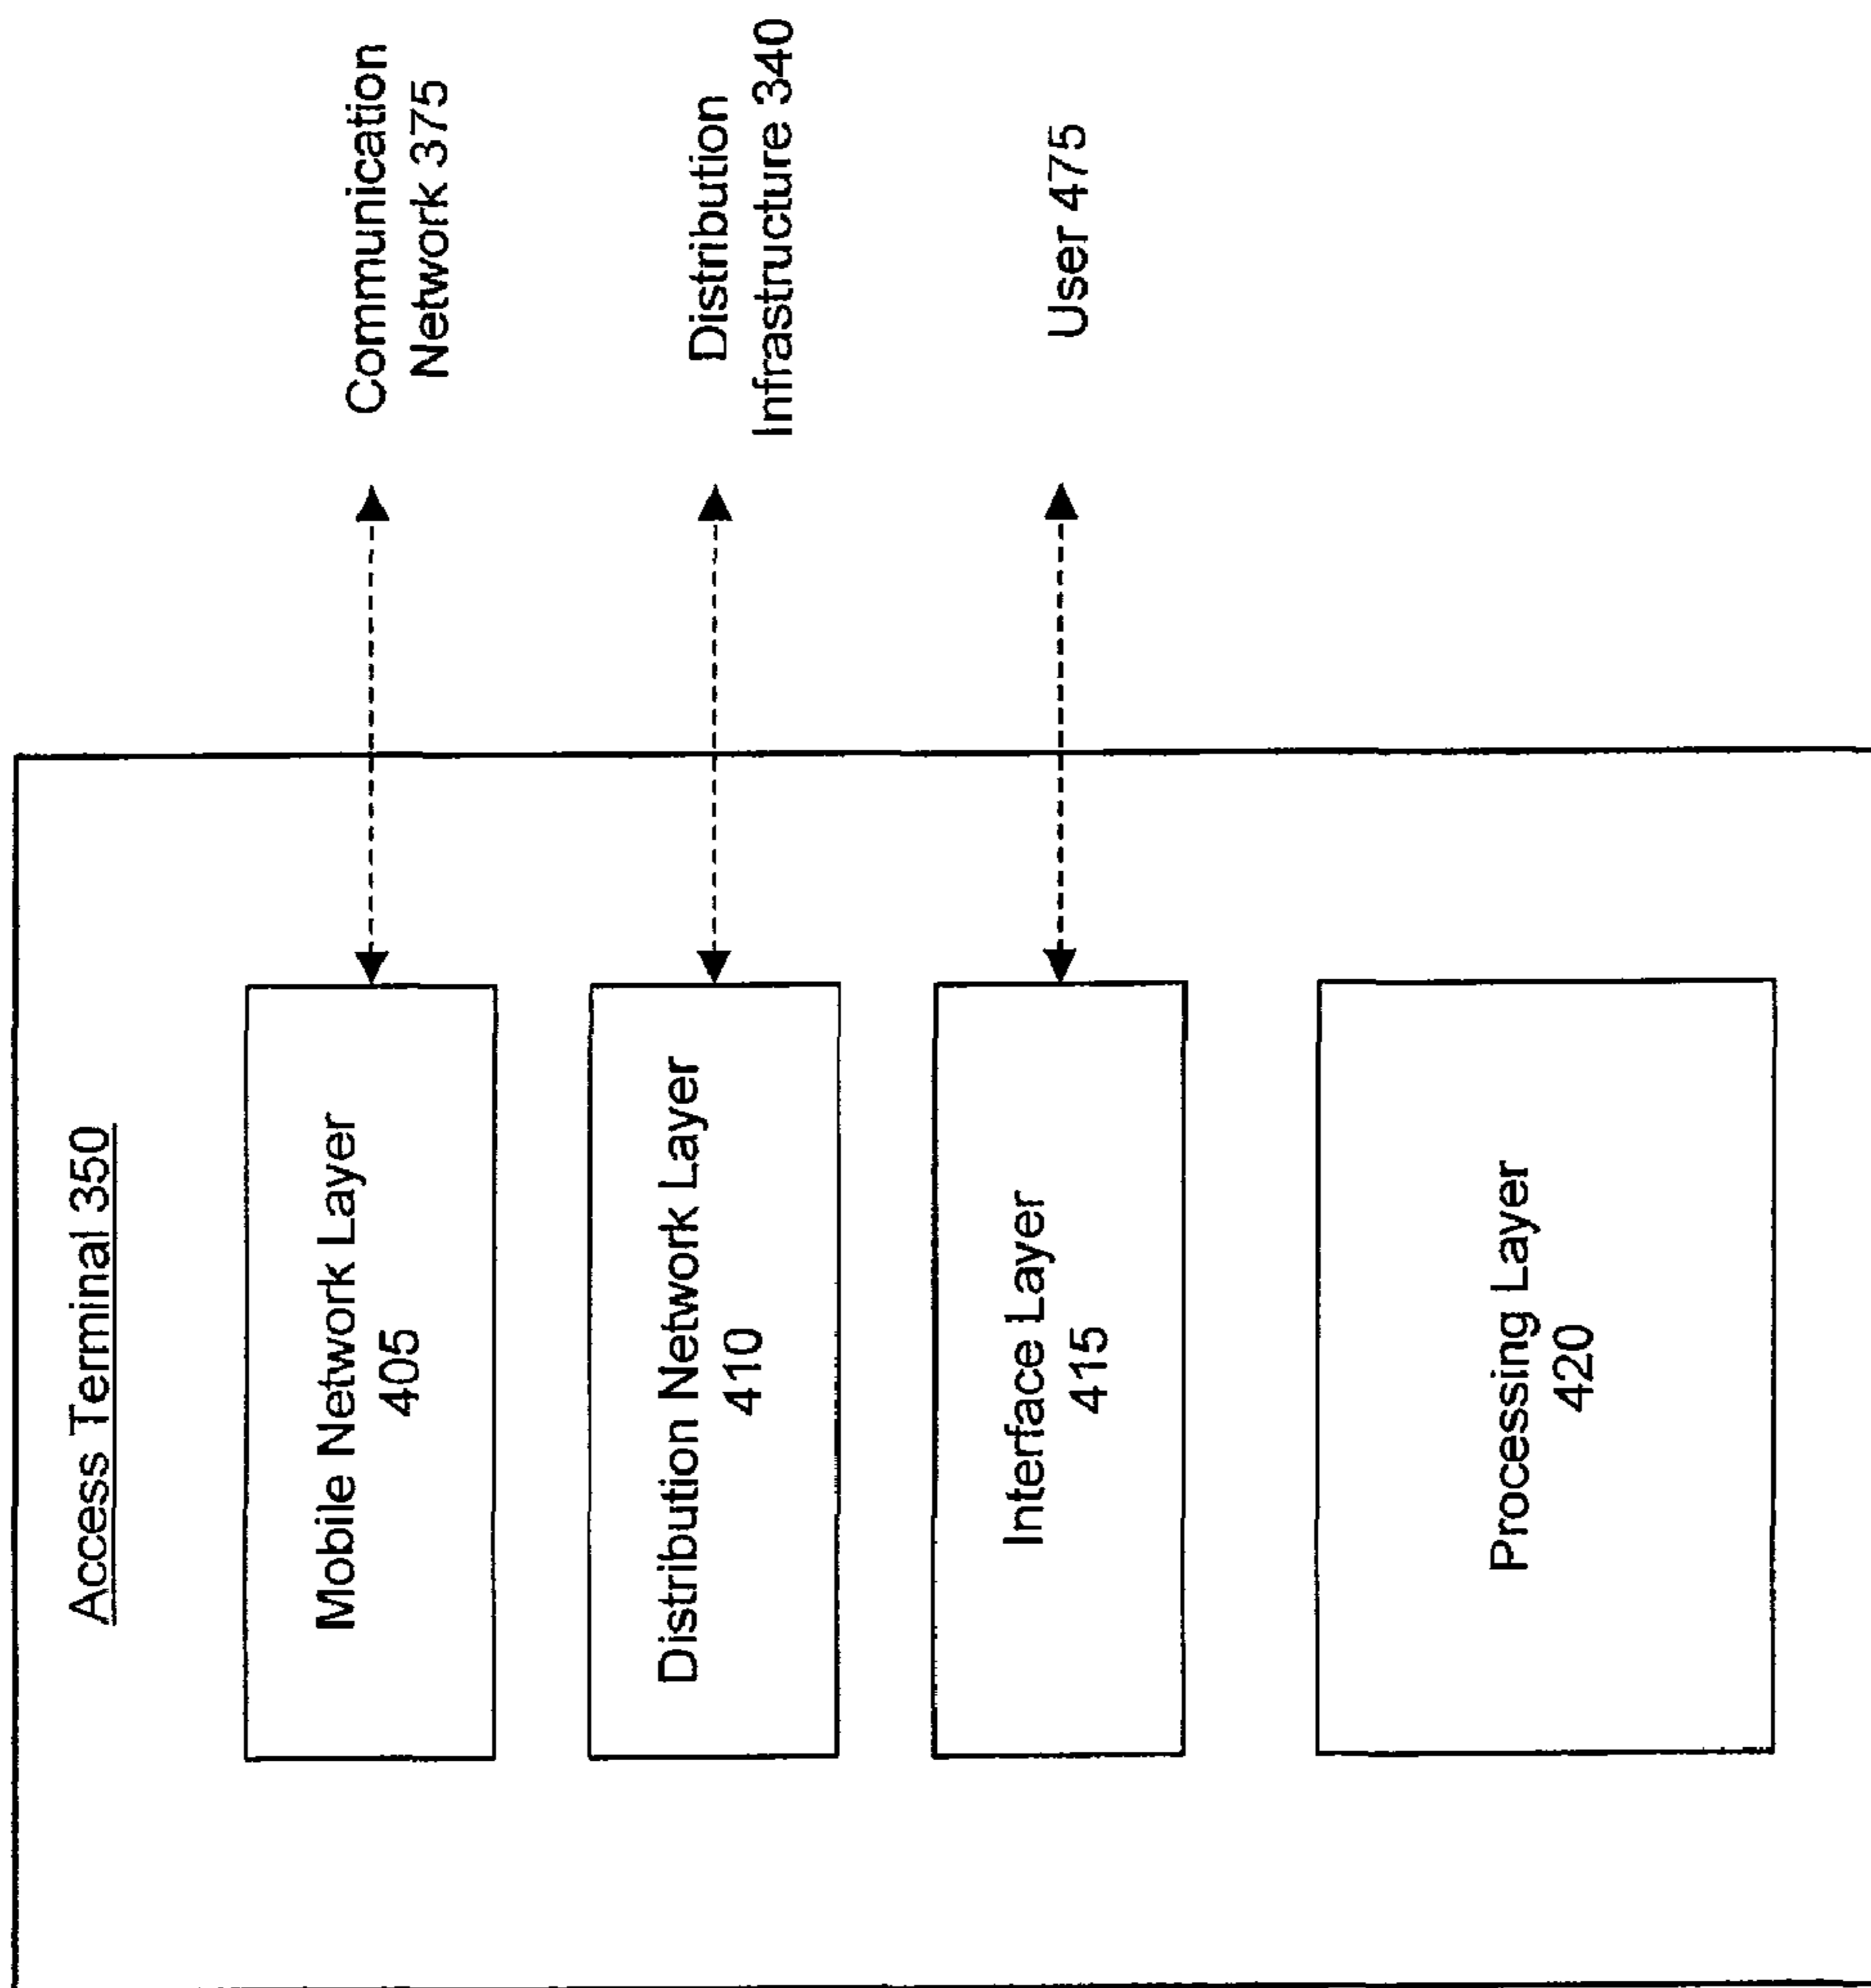 Access Terminal 350
Mobile Network Layer
405
Communication
Network 375
Distribution Network Layer
410
Distribution
Infrastructure 340
Interface Layer
415
User 475
Processing Layer
420